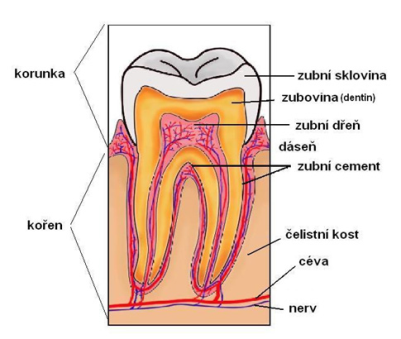 korunka
zubní sklovina
zubovina (dentin)
zubní dřeň
dáseň
zubní cement
kořen
čelistní kost
céva
nerv